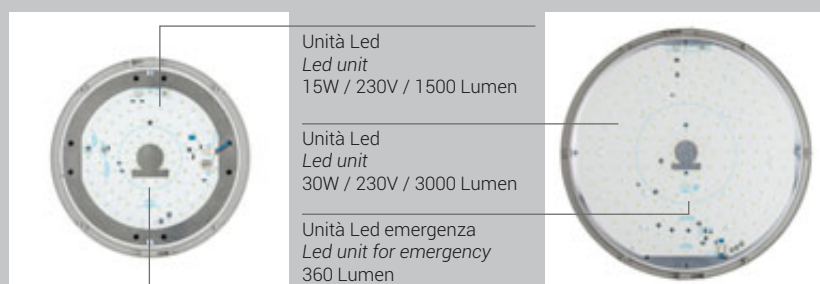 Unità Led
Led unit
15W / 230V / 1500 Lumen
Unità Led
Led unit
30W / 230V / 3000 Lumen
Unità Led emergenza
Led unit for emergency
360 Lumen